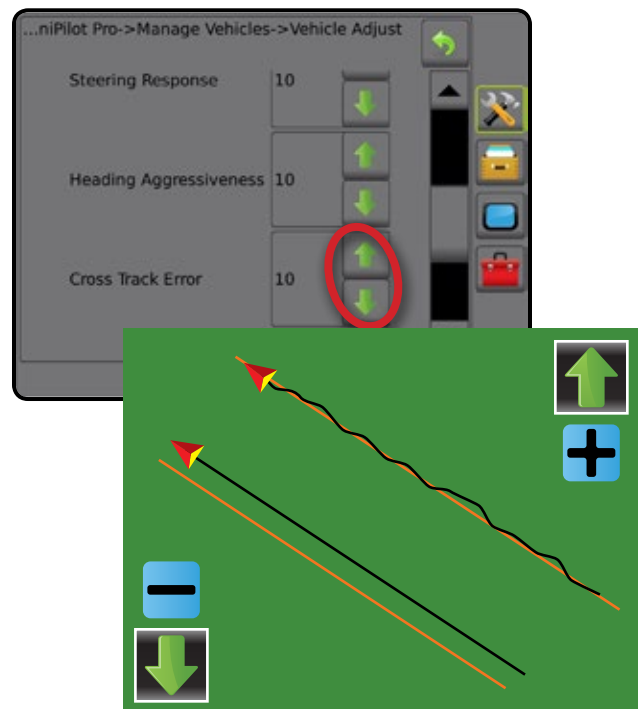 ...niPilot Pro->Manage Vehicles->Vehicle Adjust
Steering Response 10
Heading Aggressiveness 10
Cross Track Error 10